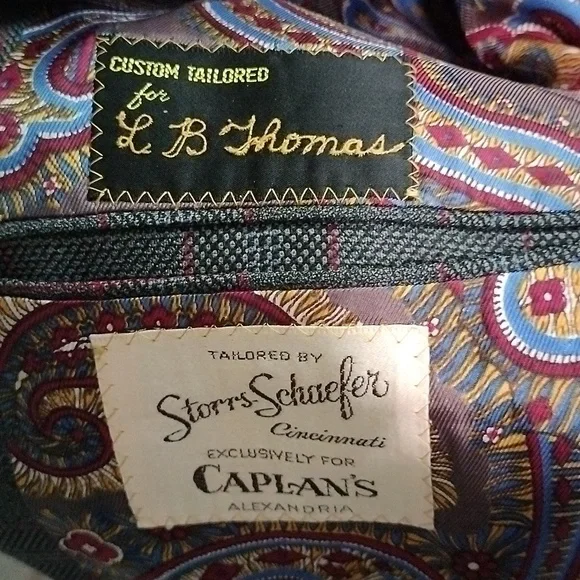 CUSTOM TAILORED
for
L B Thomas
TAILORED BY
Storrs-Schaefer
Cincinnati
EXCLUSIVELY FOR
CAPLAN'S
ALEXANDRIA